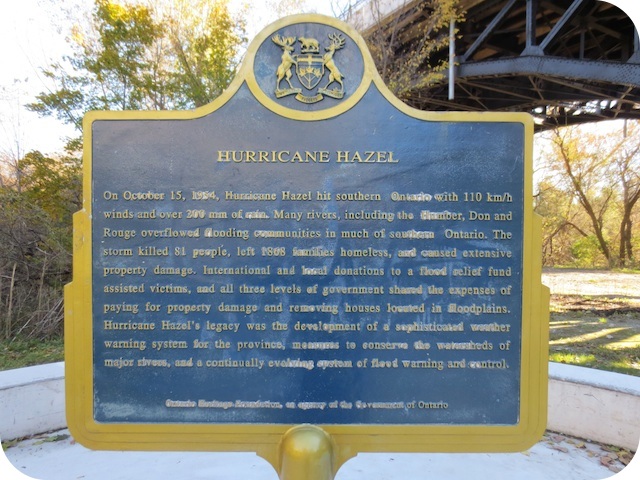 HURRICANE HAZEL
On October 15, 1954, Hurricane Hazel hit southern Ontario with 110 km/h
winds and over 200 mm of rain. Many rivers, including the Humber, Don and
Rouge overflowed flooding communities in much of southern Ontario. The
storm killed 81 people, left 1868 families homeless, and caused extensive
property damage. International and local donations to a flood relief fund
assisted victims, and all three levels of government shared the expenses of
paying for property damage and removing houses located in floodplains.
Hurricane Hazel's legacy was the development of a sophisticated weather
warning system for the province, measures to conserve the watersheds of
major rivers, and a continually evolving system of flood warning and control.
Ontario Heritage Foundation, an agency of the Government of Ontario